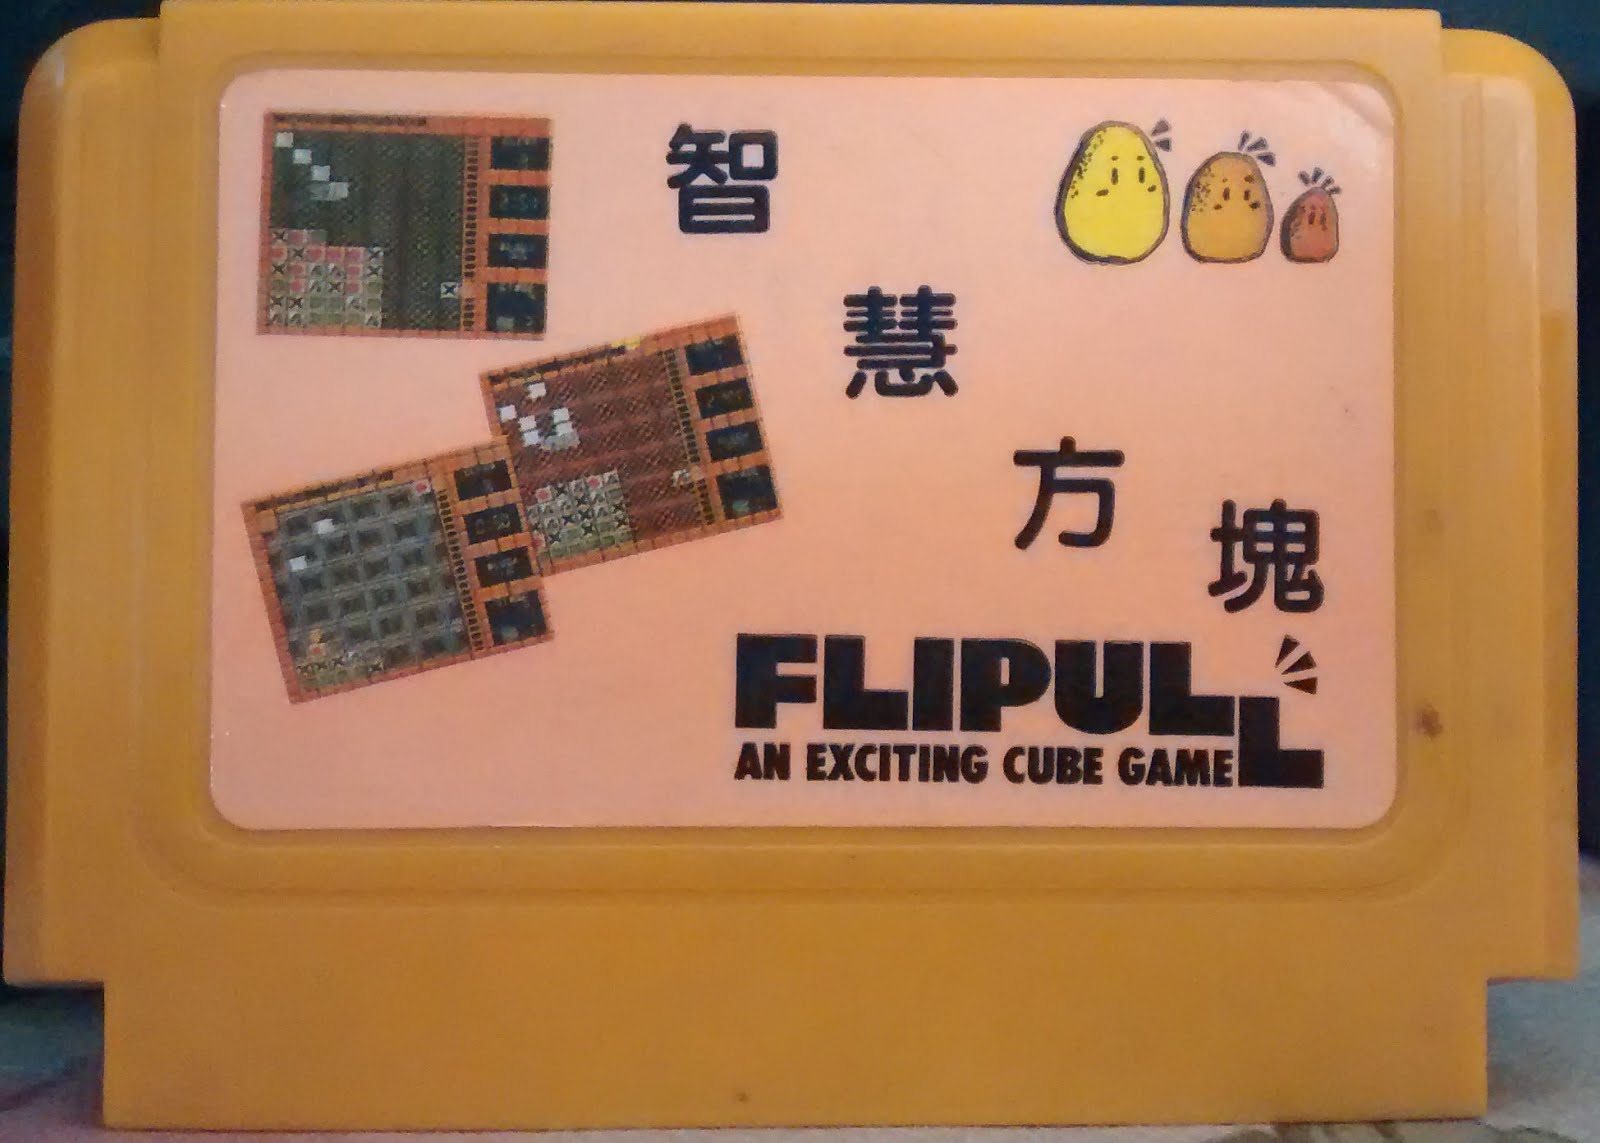 智慧方塊
FLIPULL
AN EXCITING CUBE GAME